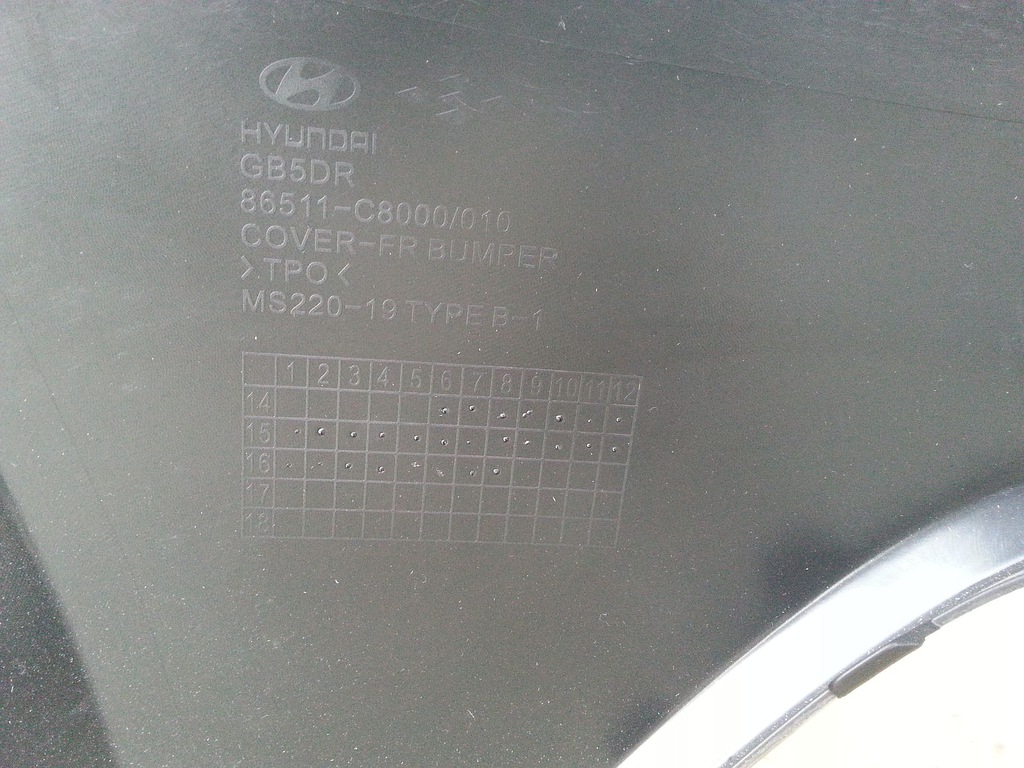 HYUNDAI
GB5DR
86511-C8000/010
COVER-FR BUMPER
>TPO<
MS220-19 TYPE B-1
1 2 3 4 5 6 7 8 9 10 11 12
14
15
16
17
18